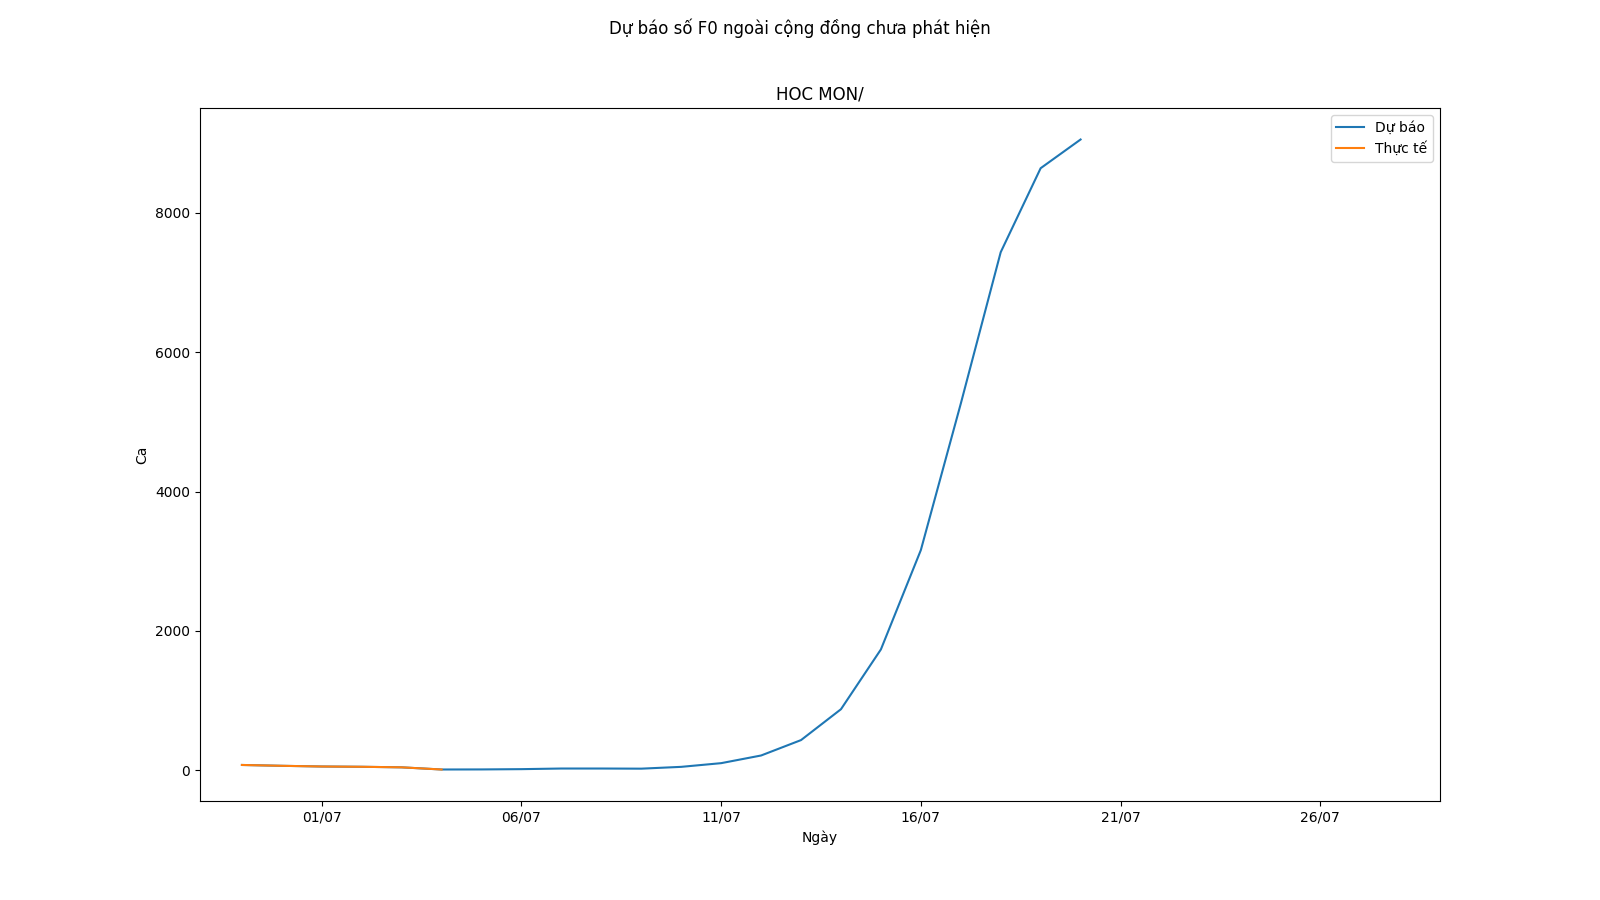 Dự báo số F0 ngoài cộng đồng chưa phát hiện
HOC MON/
Dự báo
Thực tế
8000
6000
4000
2000
0
Ca
01/07
06/07
11/07
16/07
21/07
26/07
Ngày